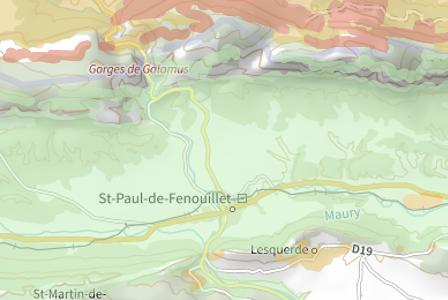 Gorges de Galamus
St-Paul-de-Fenouillet
Maury
Lesquerde
D19
St-Martin-de-